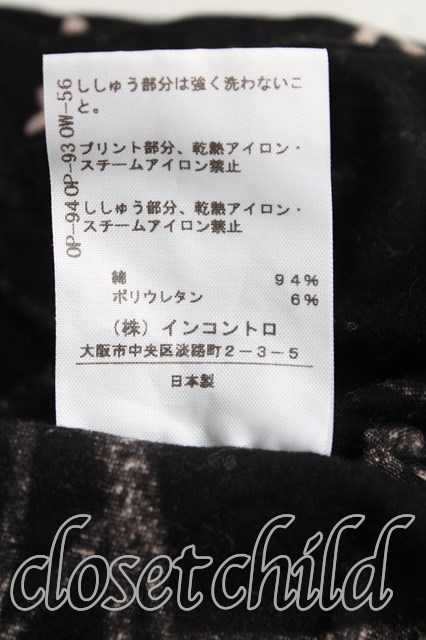 ししゅう部分は強く洗わないこ
と。
プリント部分、乾熱アイロン・
スチームアイロン禁止
ししゅう部分、乾熱アイロン・
スチームアイロン禁止
綿 94%
ポリウレタン 6%
(株)インコントロ
大阪市中央区淡路町2-3-5
日本製
OP-94 OP-93 OW-56
closet child